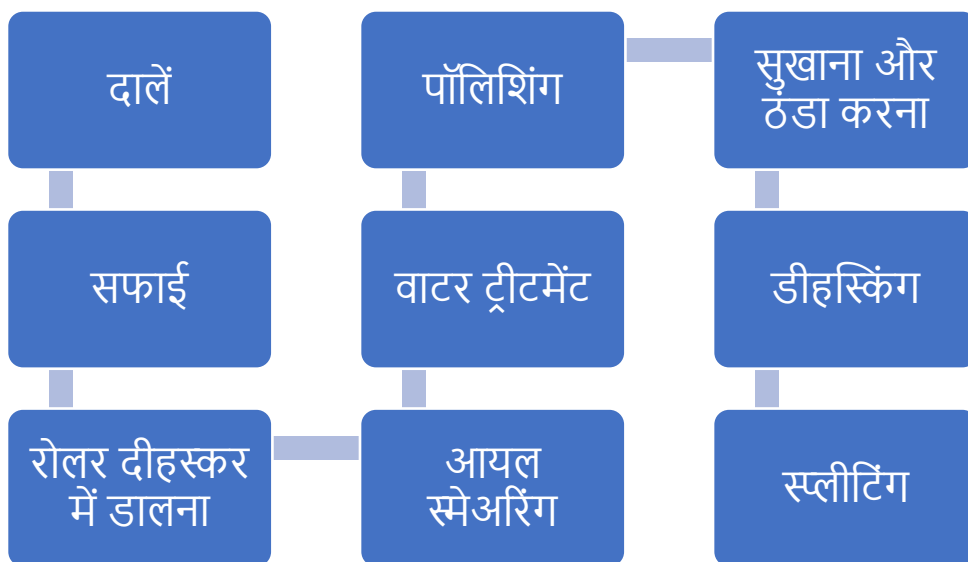 दालें
सफाई
रोलर दीहस्कर
में डालना
आयल
स्मेअरिंग
वाटर ट्रीटमेंट
पॉलिशिंग
सुखाना और
ठंडा करना
डीहस्किंग
स्प्लीटिंग